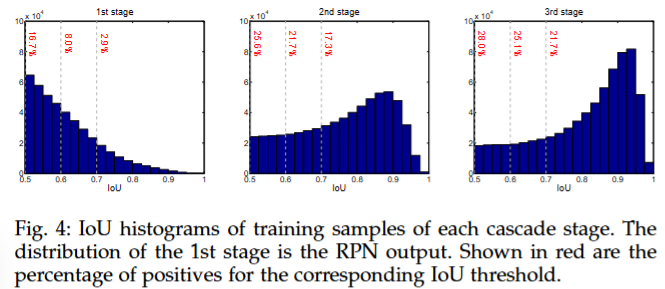 1st stage
2nd stage
3rd stage
10 x 10⁴
8
6
4
2
0
16.7%
8.0%
2.9%
0.5 0.6 0.7 0.8 0.9 1
IoU
10 x 10⁴
8
6
4
2
0
25.6%
21.7%
17.3%
0.5 0.6 0.7 0.8 0.9 1
IoU
10 x 10⁴
8
6
4
2
0
28.0%
25.1%
21.7%
0.5 0.6 0.7 0.8 0.9 1
IoU
Fig. 4: IoU histograms of training samples of each cascade stage. The
distribution of the 1st stage is the RPN output. Shown in red are the
percentage of positives for the corresponding IoU threshold.